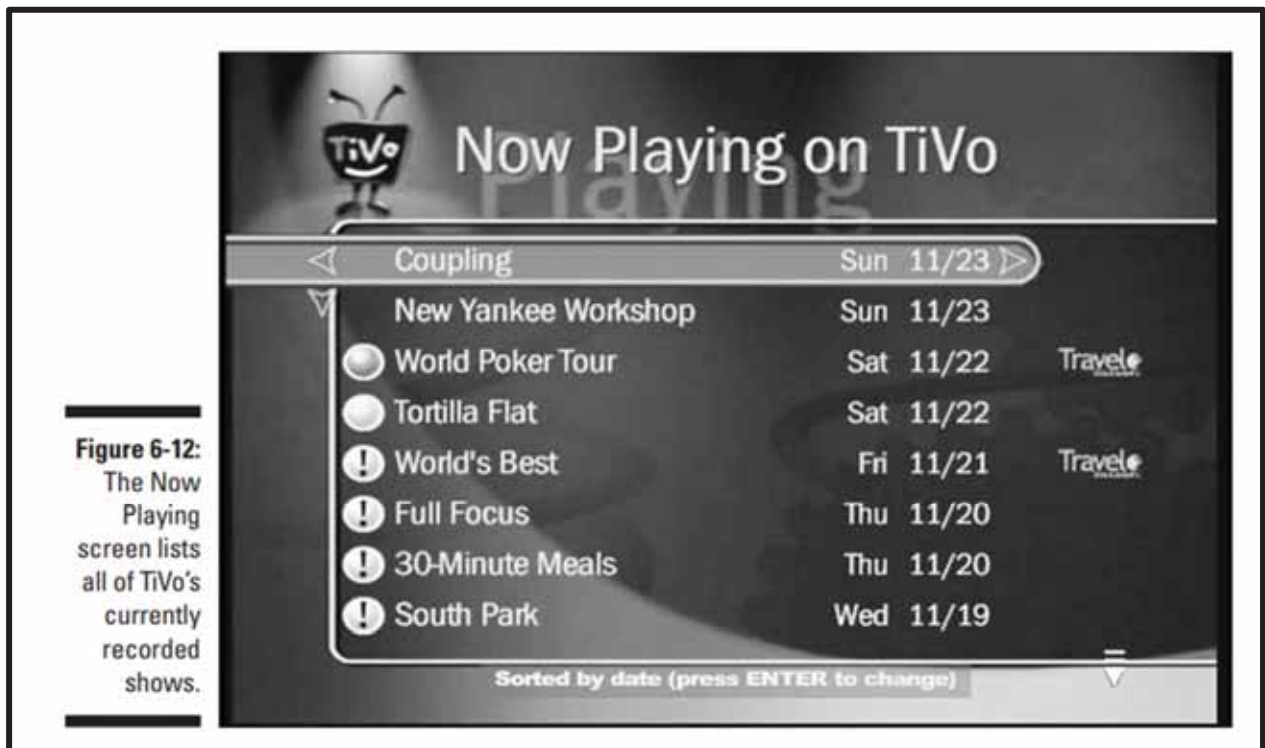 TiVo
Now Playing on TiVo
Playing
Coupling Sun 11/23
New Yankee Workshop Sun 11/23
World Poker Tour Sat 11/22 Travel
Tortilla Flat Sat 11/22
! World's Best Fri 11/21 Travel
! Full Focus Thu 11/20
! 30-Minute Meals Thu 11/20
! South Park Wed 11/19
Sorted by date (press ENTER to change)
Figure 6-12:
The Now
Playing
screen lists
all of TiVo's
currently
recorded
shows.